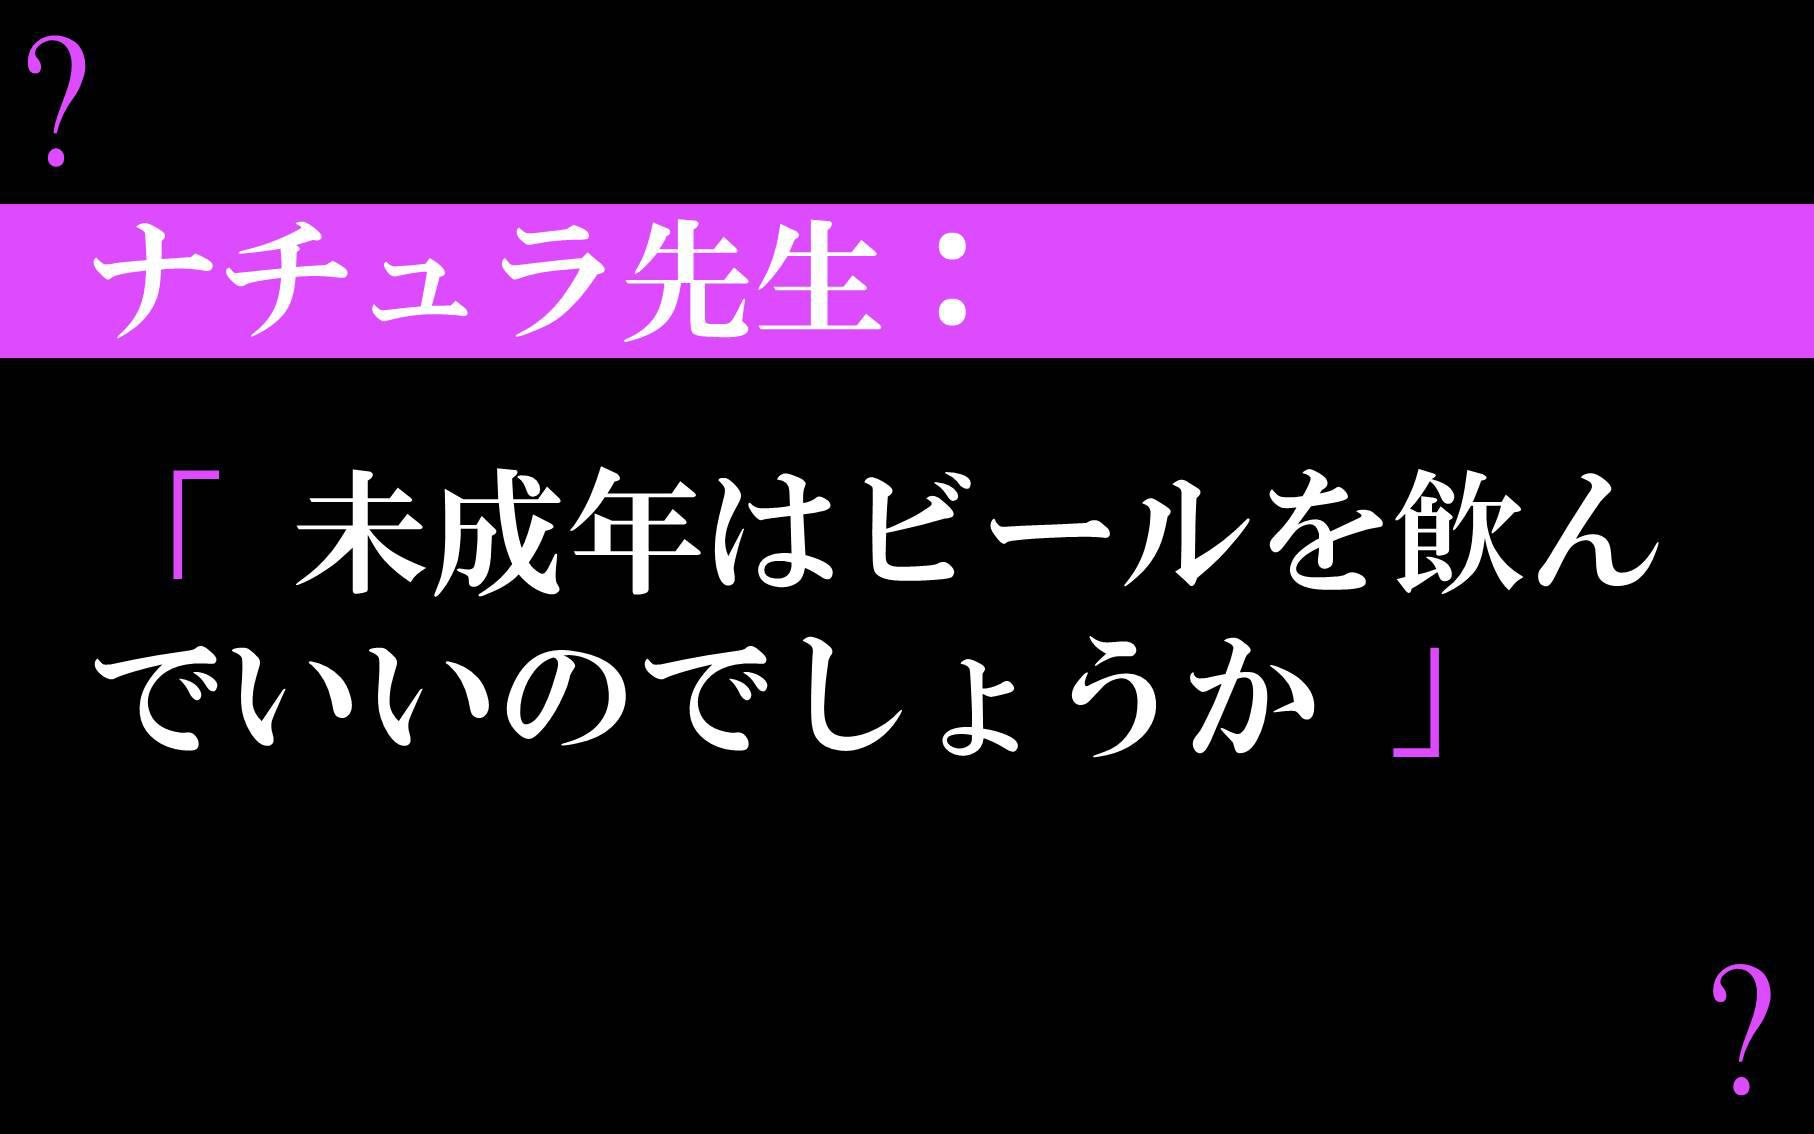 ？
ナチュラ先生：
「 未成年はビールを飲ん
でいいのでしょうか 」
？